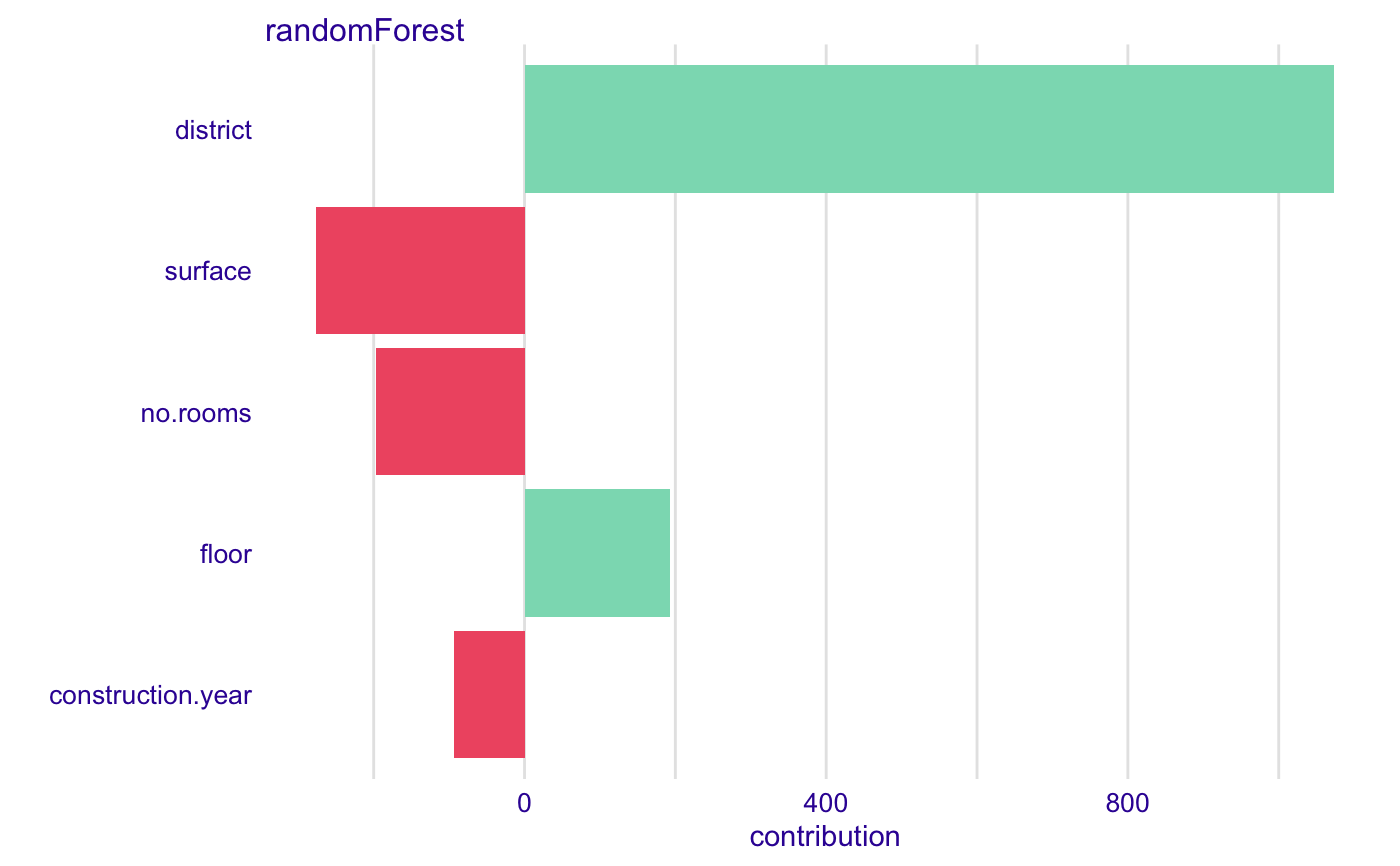 randomForest
district
surface
no.rooms
floor
construction.year
0 400 800
contribution